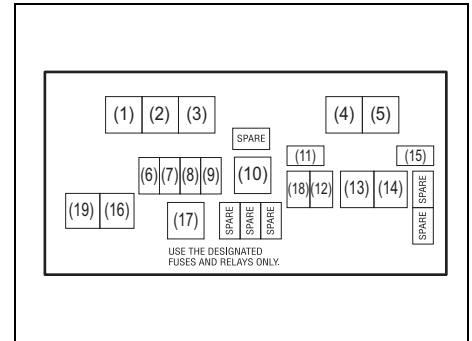 (1) (2) (3) (4) (5)
SPARE
(11) (15)
(6) (7) (8) (9) (10) (18) (12) (13) (14) SPARE
(19) (16) (17) SPARE SPARE SPARE SPARE
USE THE DESIGNATED
FUSES AND RELAYS ONLY.